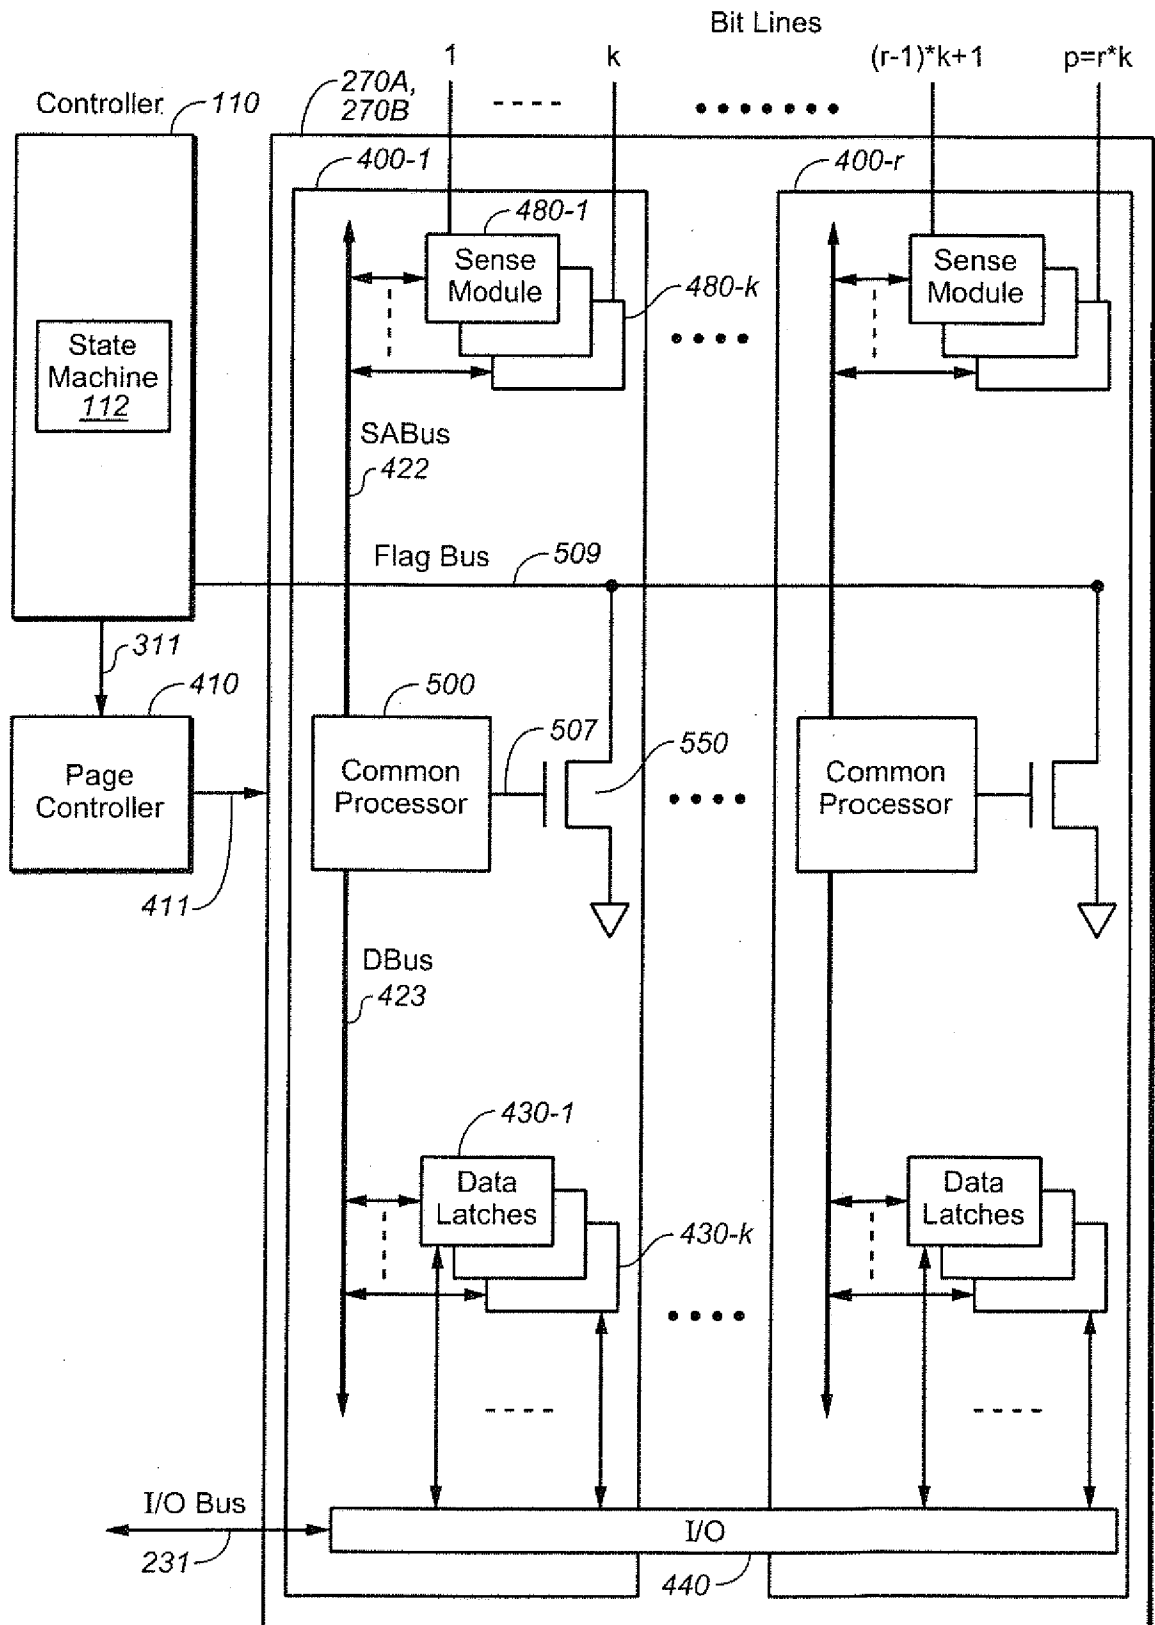 Bit Lines
1
k
(r-1)*k+1
p=r*k
270A,
270B
Controller
110
400-1
400-r
480-1
Sense
Module
480-k
Sense
Module
State
Machine
112
SABus
422
Flag Bus
509
311
410
500
507
550
Page
Controller
Common
Processor
Common
Processor
411
DBus
423
430-1
Data
Latches
430-k
Data
Latches
I/O Bus
231
I/O
440